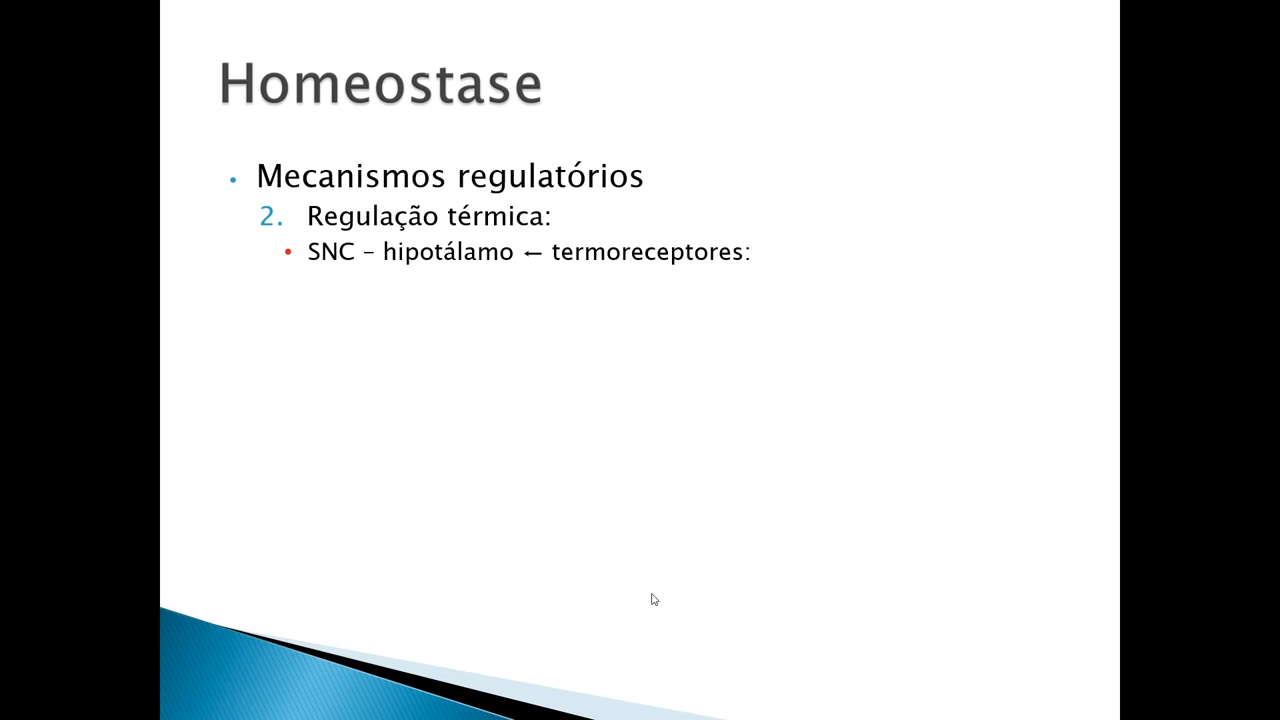 Homeostase
• Mecanismos regulatórios
2. Regulação térmica:
• SNC – hipotálamo ← termoreceptores: